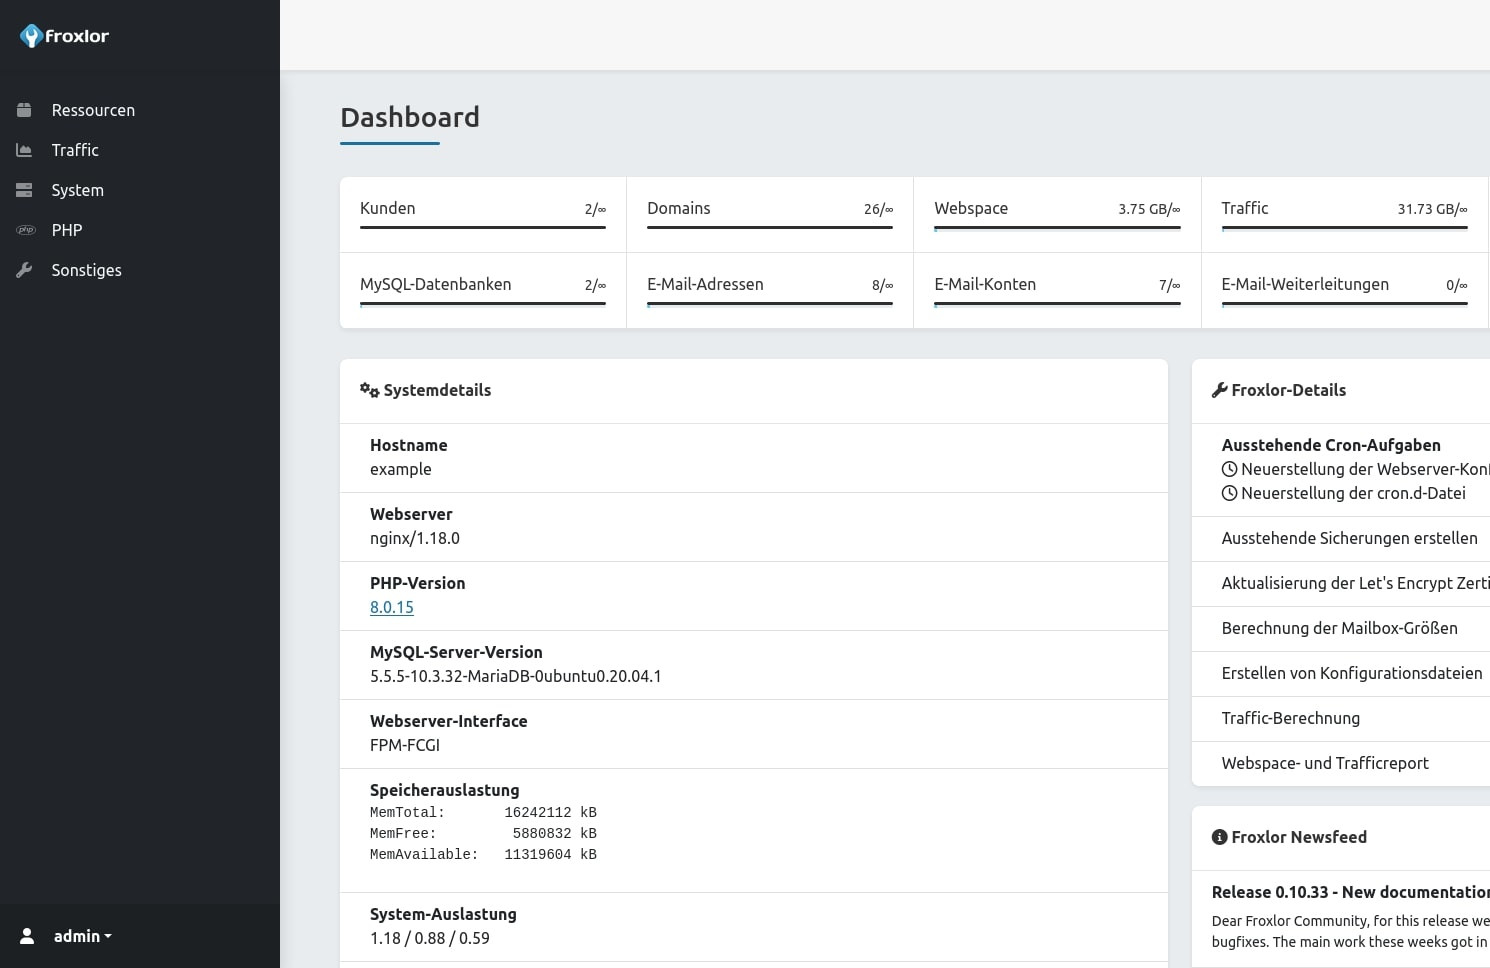 froxlor
Ressourcen
Traffic
System
php PHP
Sonstiges
admin
Dashboard
Kunden 2/∞
Domains 26/∞
Webspace 3.75 GB/∞
Traffic 31.73 GB/∞
MySQL-Datenbanken 2/∞
E-Mail-Adressen 8/∞
E-Mail-Konten 7/∞
E-Mail-Weiterleitungen 0/∞
Systemdetails
Hostname
example
Webserver
nginx/1.18.0
PHP-Version
8.0.15
MySQL-Server-Version
5.5.5-10.3.32-MariaDB-0ubuntu0.20.04.1
Webserver-Interface
FPM-FCGI
Speicherauslastung
MemTotal: 16242112 kB
MemFree: 5880832 kB
MemAvailable: 11319604 kB
System-Auslastung
1.18 / 0.88 / 0.59
Froxlor-Details
Ausstehende Cron-Aufgaben
Neuerstellung der Webserver-Konf
Neuerstellung der cron.d-Datei
Ausstehende Sicherungen erstellen
Aktualisierung der Let's Encrypt Zerti
Berechnung der Mailbox-Größen
Erstellen von Konfigurationsdateien
Traffic-Berechnung
Webspace- und Trafficreport
Froxlor Newsfeed
Release 0.10.33 - New documentation
Dear Froxlor Community, for this release we
bugfixes. The main work these weeks got in